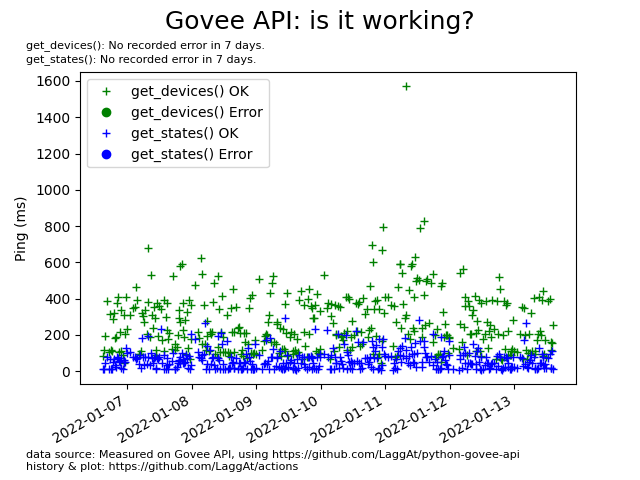 Govee API: is it working?
get_devices(): No recorded error in 7 days.
get_states(): No recorded error in 7 days.
get_devices() OK
get_devices() Error
get_states() OK
get_states() Error
Ping (ms)
1600
1400
1200
1000
800
600
400
200
0
2022-01-07
2022-01-08
2022-01-09
2022-01-10
2022-01-11
2022-01-12
2022-01-13
data source: Measured on Govee API, using https://github.com/LaggAt/python-govee-api
history & plot: https://github.com/LaggAt/actions